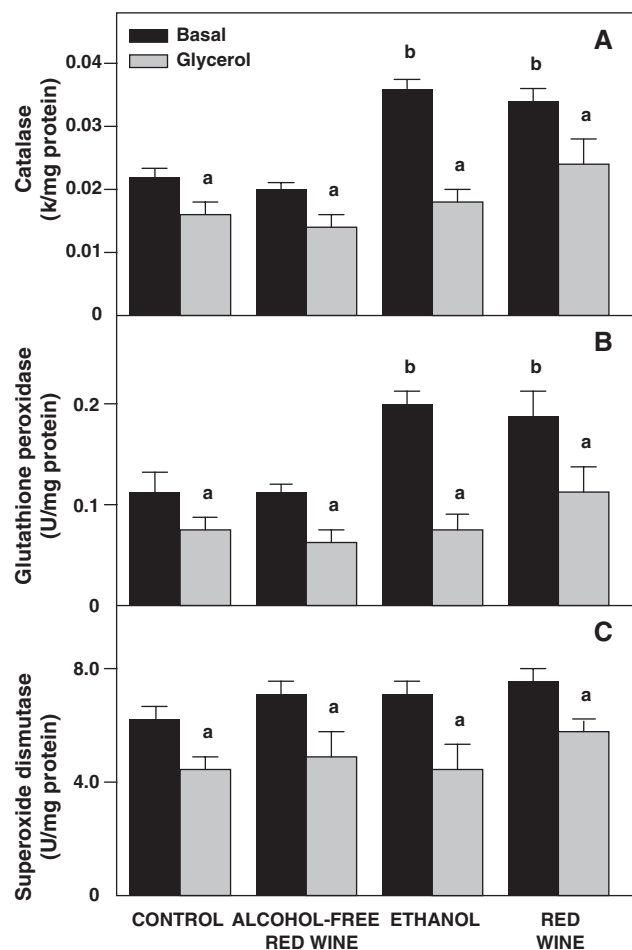 Basal
Glycerol
A
Catalase
(k/mg protein)
0.04
0.03
0.02
0.01
0
b
b
a
a
a
a
B
Glutathione peroxidase
(U/mg protein)
0.2
0.1
0
b
b
a
a
a
a
C
Superoxide dismutase
(U/mg protein)
8.0
4.0
0
a
a
a
a
CONTROL ALCOHOL-FREE ETHANOL RED
RED WINE WINE